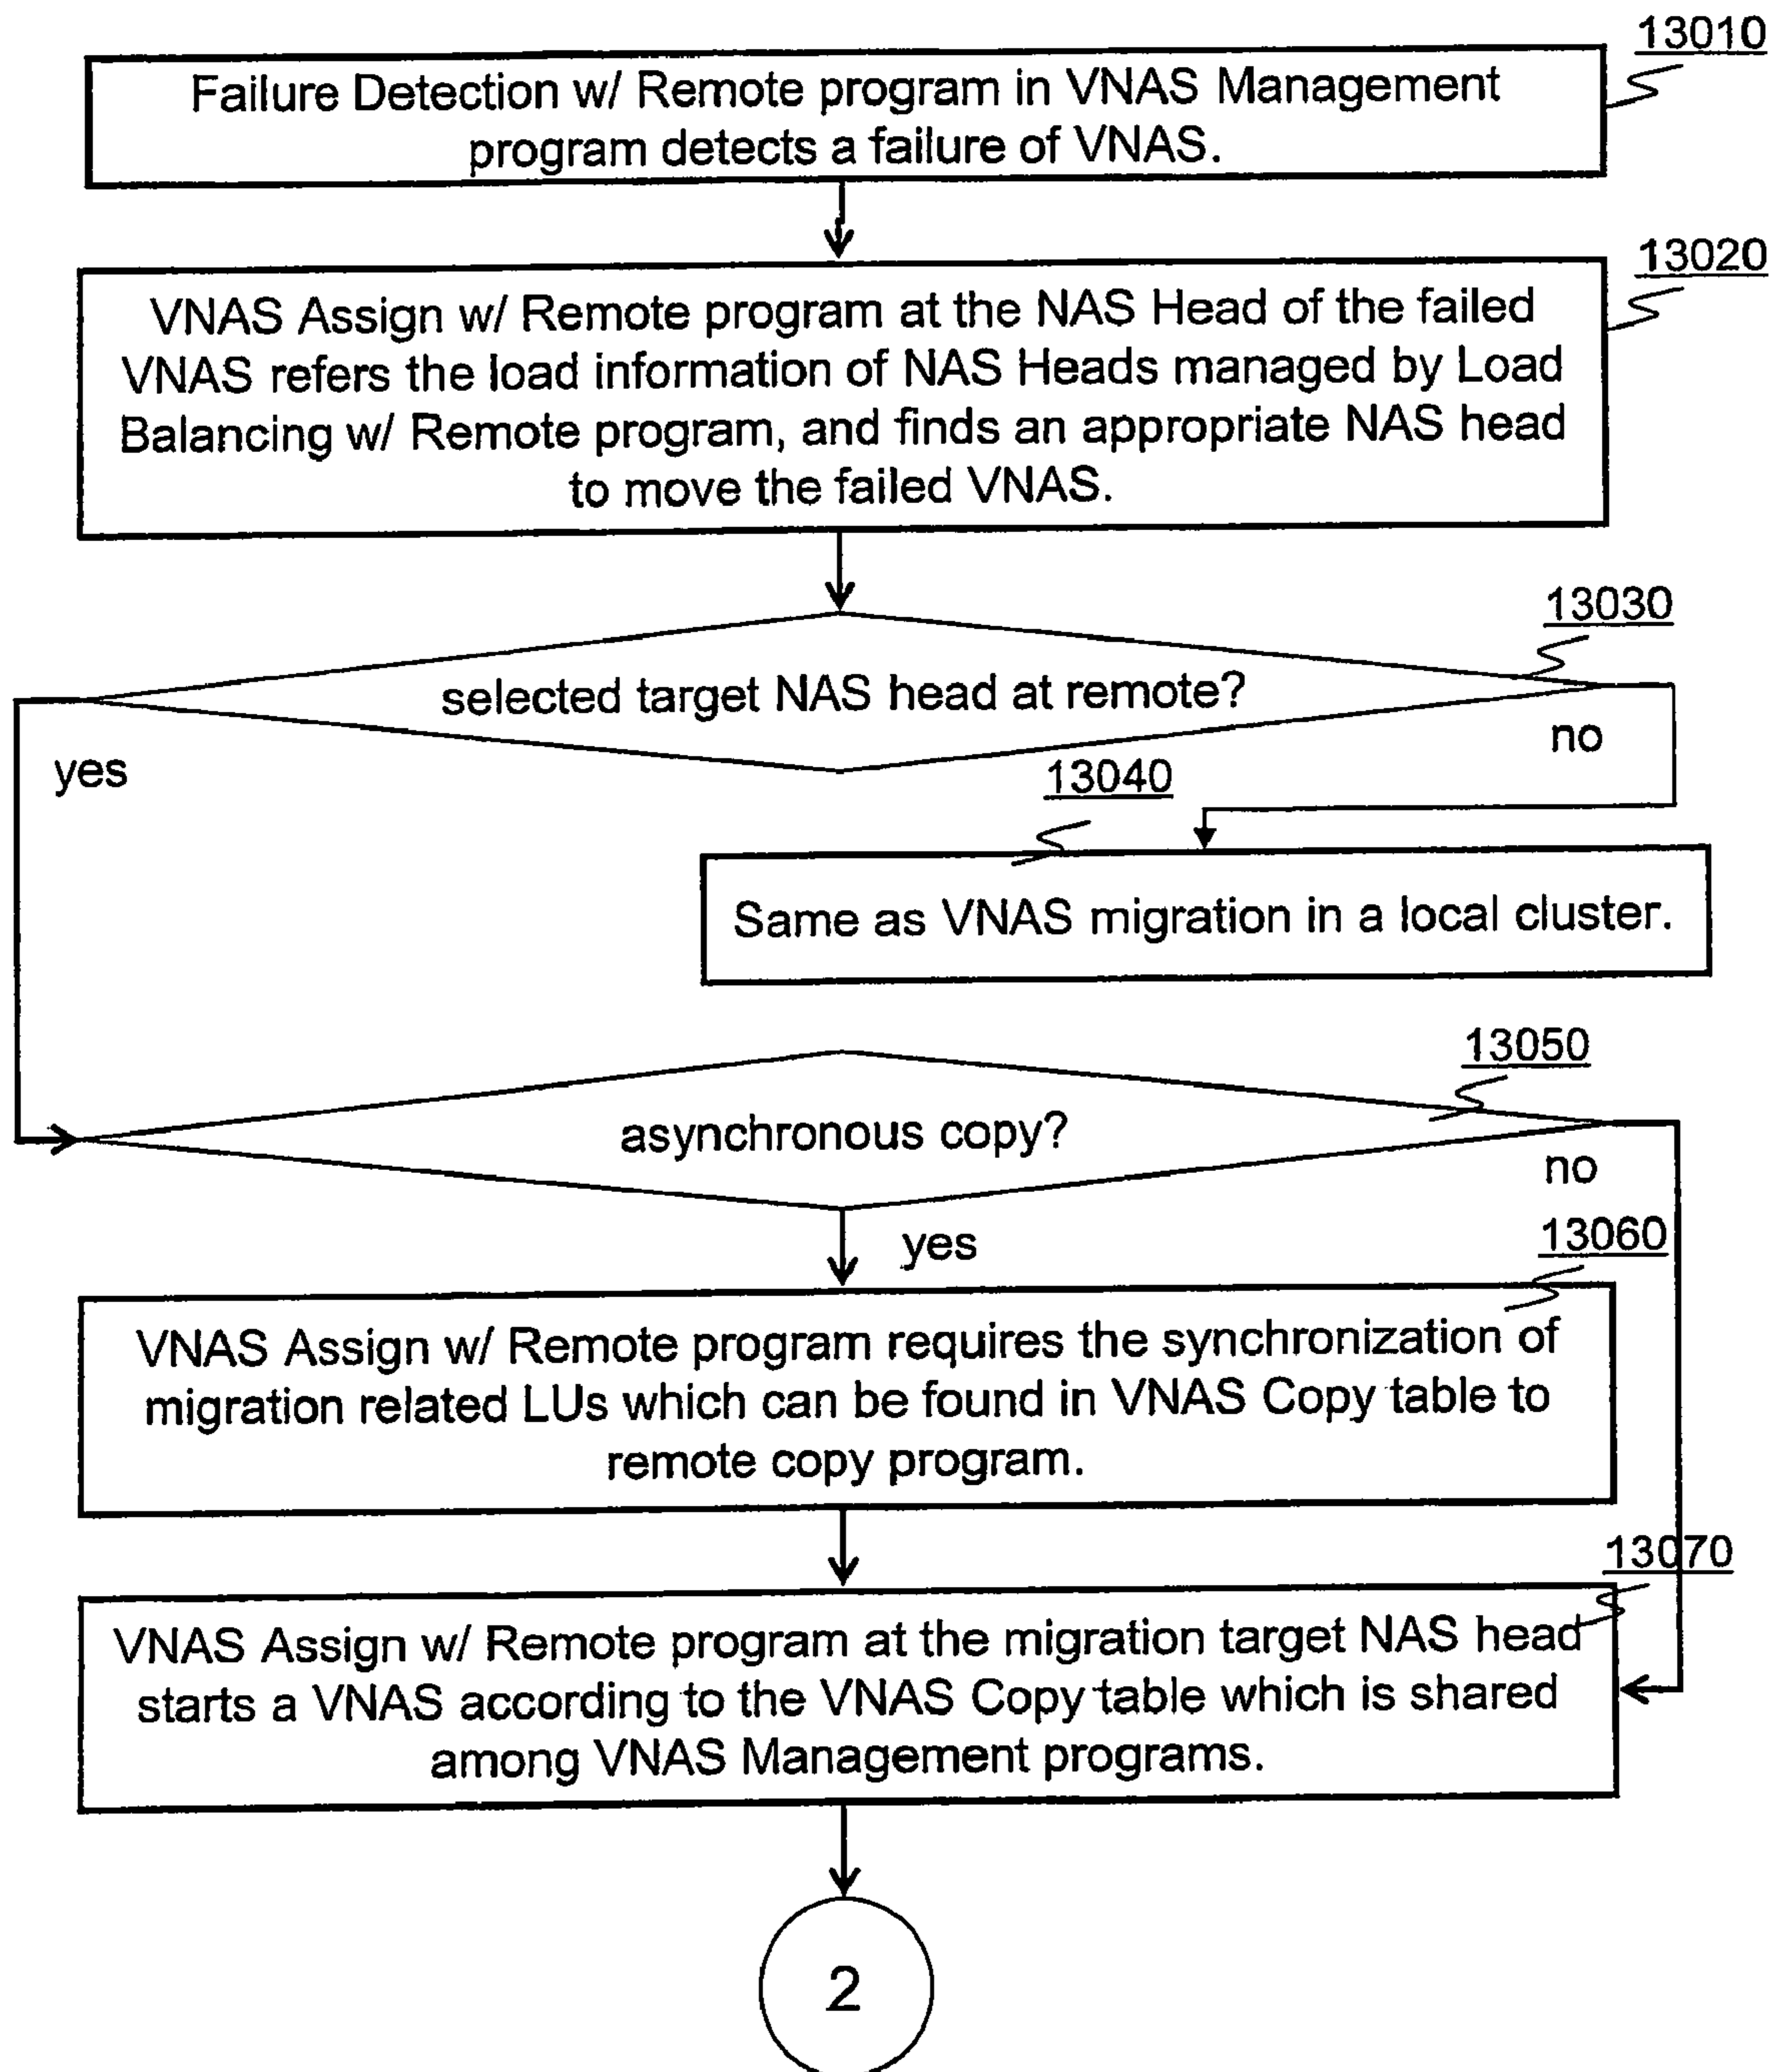 13010
Failure Detection w/ Remote program in VNAS Management
program detects a failure of VNAS.
13020
VNAS Assign w/ Remote program at the NAS Head of the failed
VNAS refers the load information of NAS Heads managed by Load
Balancing w/ Remote program, and finds an appropriate NAS head
to move the failed VNAS.
13030
selected target NAS head at remote?
no
yes
13040
Same as VNAS migration in a local cluster.
13050
asynchronous copy?
no
yes
13060
VNAS Assign w/ Remote program requires the synchronization of
migration related LUs which can be found in VNAS Copy table to
remote copy program.
13070
VNAS Assign w/ Remote program at the migration target NAS head
starts a VNAS according to the VNAS Copy table which is shared
among VNAS Management programs.
2